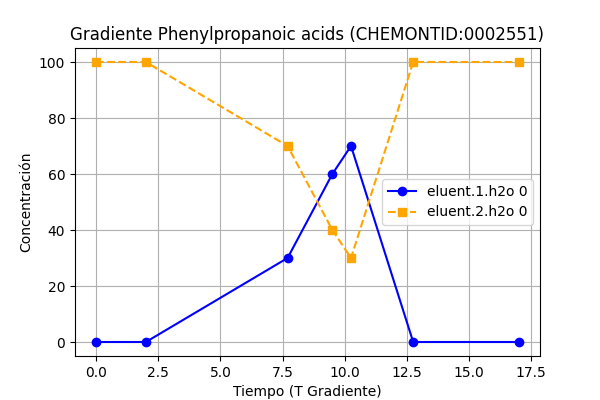 Gradiente Phenylpropanoic acids (CHEMONTID:0002551)
100
80
60
40
20
0
Concentración
eluent.1.h2o 0
eluent.2.h2o 0
0.0 2.5 5.0 7.5 10.0 12.5 15.0 17.5
Tiempo (T Gradiente)